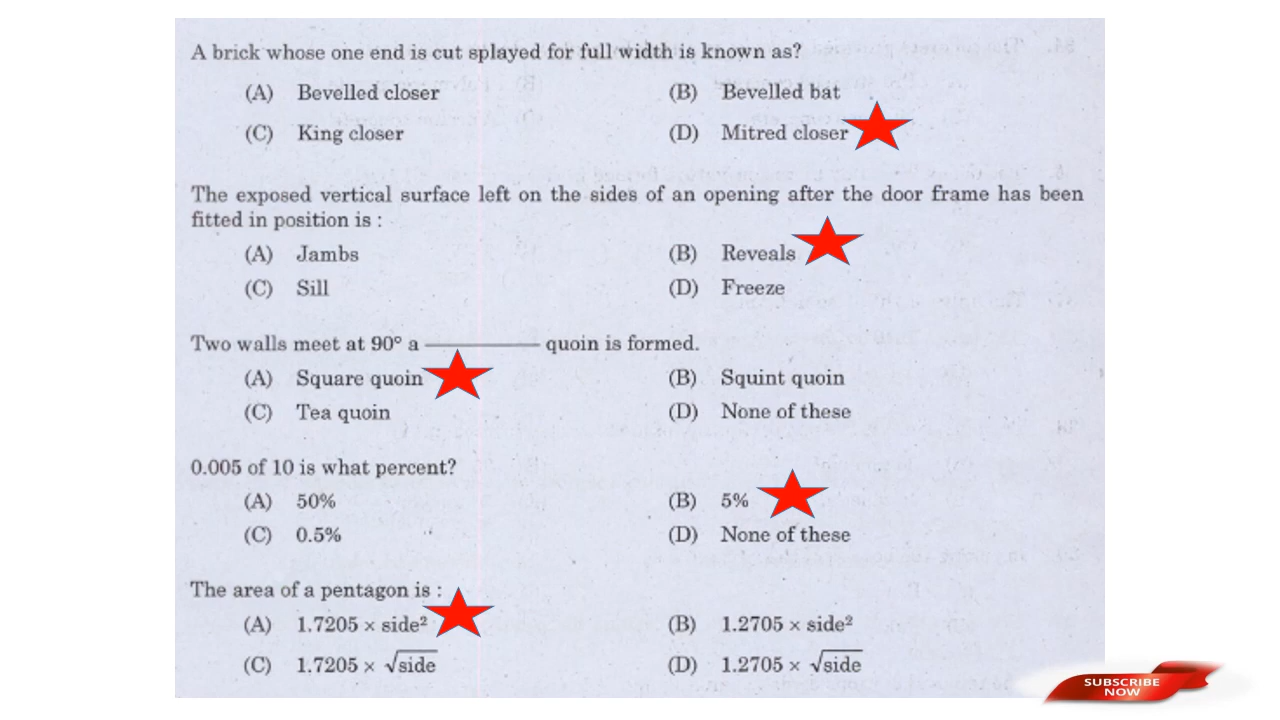 A brick whose one end is cut splayed for full width is known as?
(A) Bevelled closer (B) Bevelled bat
(C) King closer (D) Mitred closer
The exposed vertical surface left on the sides of an opening after the door frame has been
fitted in position is :
(A) Jambs (B) Reveals
(C) Sill (D) Freeze
Two walls meet at 90° a ———— quoin is formed.
(A) Square quoin (B) Squint quoin
(C) Tea quoin (D) None of these
0.005 of 10 is what percent?
(A) 50% (B) 5%
(C) 0.5% (D) None of these
The area of a pentagon is :
(A) 1.7205 × side² (B) 1.2705 × side²
(C) 1.7205 × √side (D) 1.2705 × √side
SUBSCRIBE
NOW